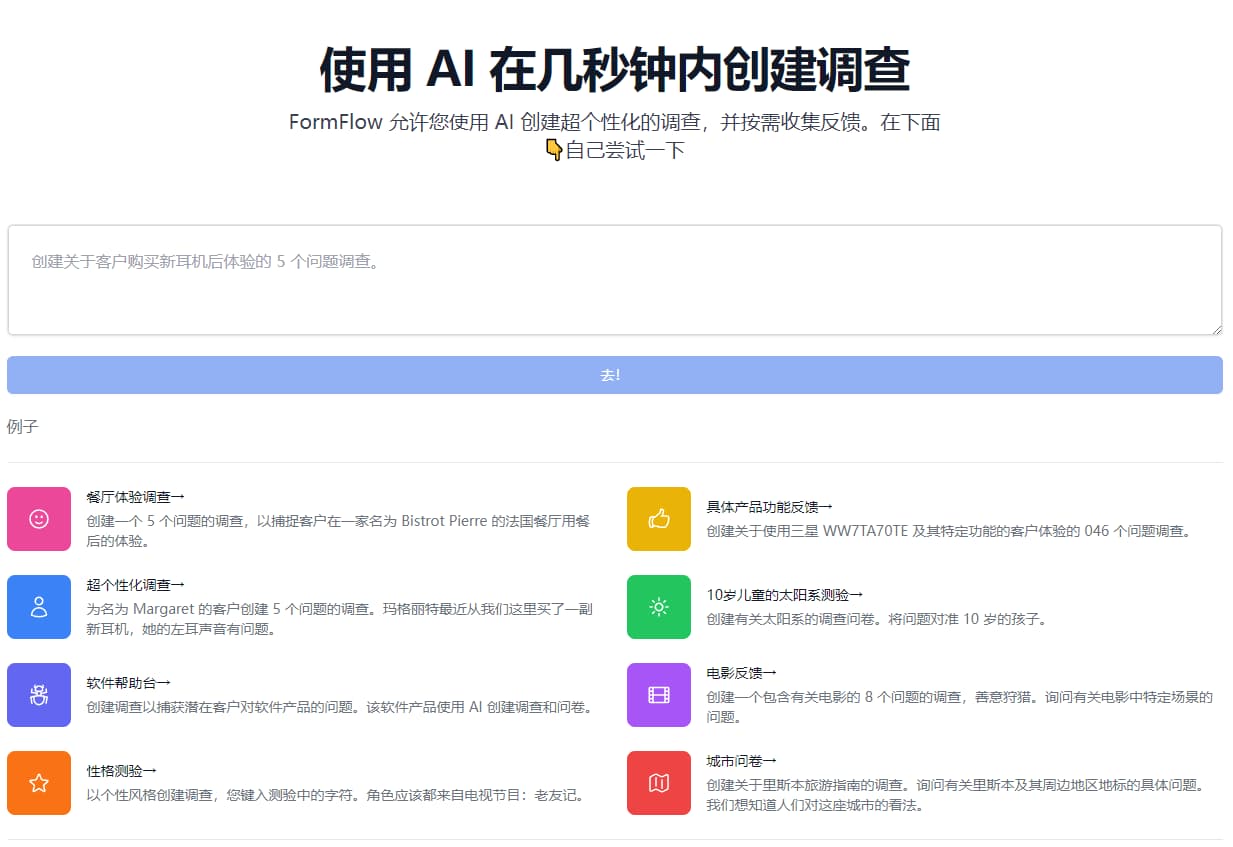 使用 AI 在几秒钟内创建调查
FormFlow 允许您使用 AI 创建超个性化的调查，并按需收集反馈。在下面
👇自己尝试一下
创建关于客户购买新耳机后体验的 5 个问题调查。
去!
例子
餐厅体验调查→
创建一个 5 个问题的调查，以捕捉客户在一家名为 Bistrot Pierre 的法国餐厅用餐
后的体验。
具体产品功能反馈→
创建关于使用三星 WW7TA70TE 及其特定功能的客户体验的 046 个问题调查。
超个性化调查→
为名为 Margaret 的客户创建 5 个问题的调查。玛格丽特最近从我们这里买了一副
新耳机，她的左耳声音有问题。
10岁儿童的太阳系测验→
创建有关太阳系的调查问卷。将问题对准 10 岁的孩子。
软件帮助台→
创建调查以捕获潜在客户对软件产品的问题。该软件产品使用 AI 创建调查和问卷。
电影反馈→
创建一个包含有关电影的 8 个问题的调查，善意狩猎。询问有关电影中特定场景的
问题。
性格测验→
以个性风格创建调查，您键入测验中的字符。角色应该都来自电视节目：老友记。
城市问卷→
创建关于里斯本旅游指南的调查。询问有关里斯本及其周边地区地标的具体问题。
我们想知道人们对这座城市的看法。